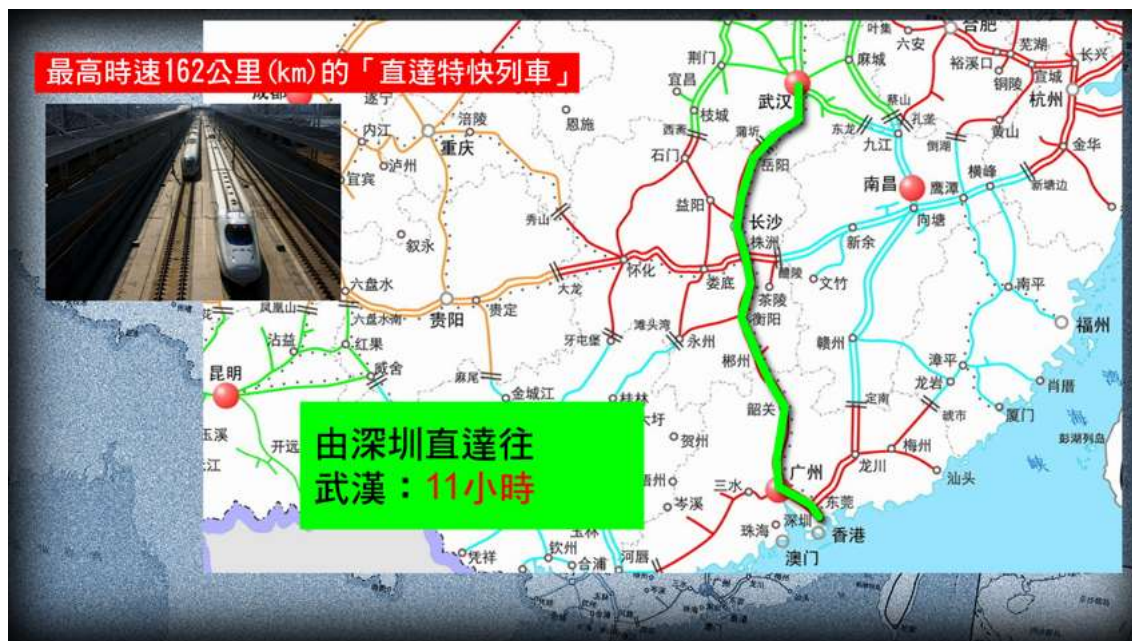 最高時速162公里(km)的「直達特快列車」
由深圳直達往
武漢：11小時
成都
遂宁
内江
涪陵
重庆
泸州
宜宾
叙永
恩施
荆门
宜昌
枝城
西斋
石门
益阳
秀山
武汉
蒲圻
岳阳
长沙
株洲
醴陵
茶陵
衡阳
郴州
韶关
广州
东莞
深圳
香港
珠海
澳门
三水
麻城
叶集
六安
合肥
芜湖
裕溪口
铜陵
宣城
长兴
杭州
蔡山
九江
东龙
黄山
倒湖
金华
横峰
新塘边
南昌
鹰潭
向塘
新余
文竹
南平
福州
赣州
漳平
龙岩
肖厝
厦门
定南
龙川
梅州
汕头
海
峡
彭湖列岛
怀化
娄底
大龙
贵定
贵阳
六盘水
六盘水南
凤凰山
沾益
红果
威舍
昆明
玉溪
开远
麻尾
金城江
牙屯堡
滩头湾
永州
桂林
贺州
梧州
岑溪
玉林
钦州
合浦
河唇
凭祥